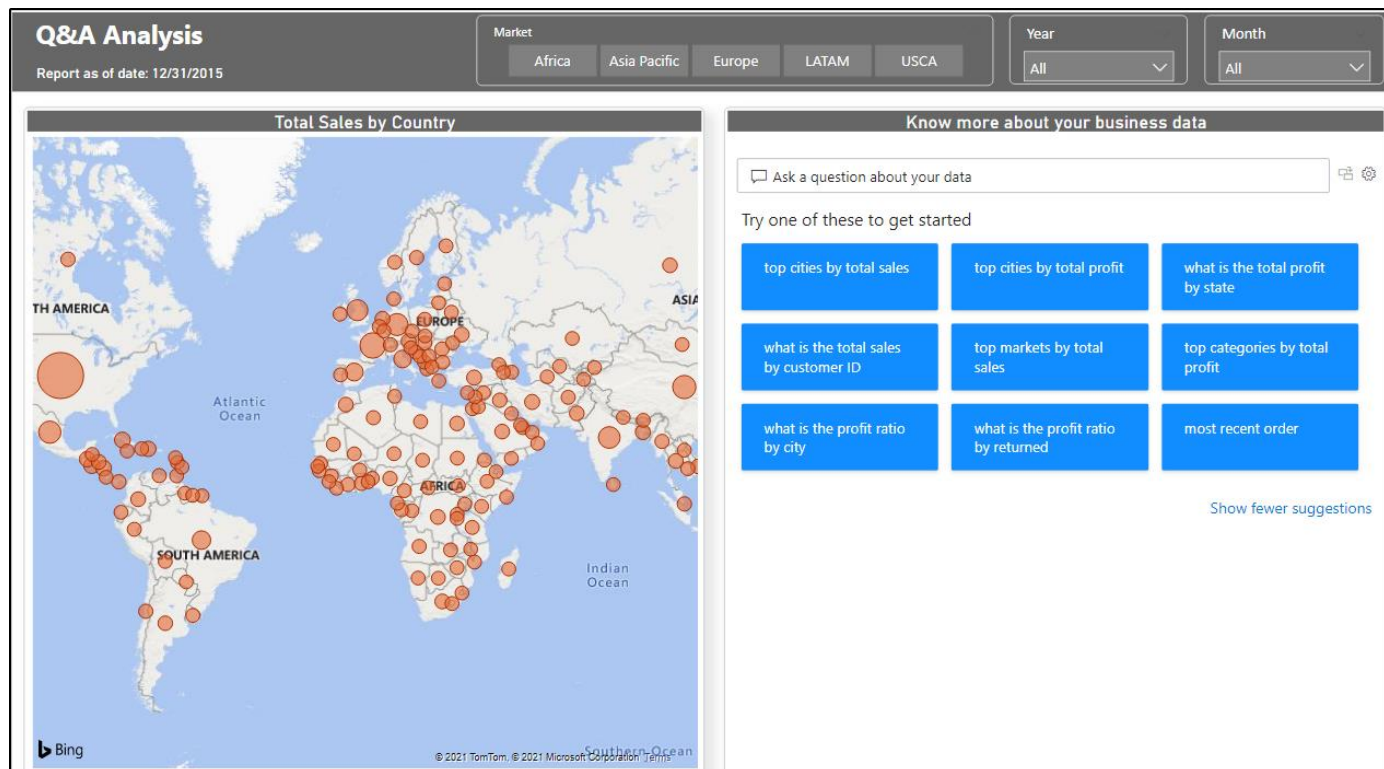 Q&A Analysis
Report as of date: 12/31/2015
Market
Africa
Asia Pacific
Europe
LATAM
USCA
Year
All
Month
All
Total Sales by Country
TH AMERICA
Atlantic
Ocean
EUROPE
ASIA
AFRICA
SOUTH AMERICA
Indian
Ocean
Southern Ocean
Bing
© 2021 TomTom, © 2021 Microsoft Corporation Terms
Know more about your business data
Ask a question about your data
Try one of these to get started
top cities by total sales
top cities by total profit
what is the total profit
by state
what is the total sales
by customer ID
top markets by total
sales
top categories by total
profit
what is the profit ratio
by city
what is the profit ratio
by returned
most recent order
Show fewer suggestions